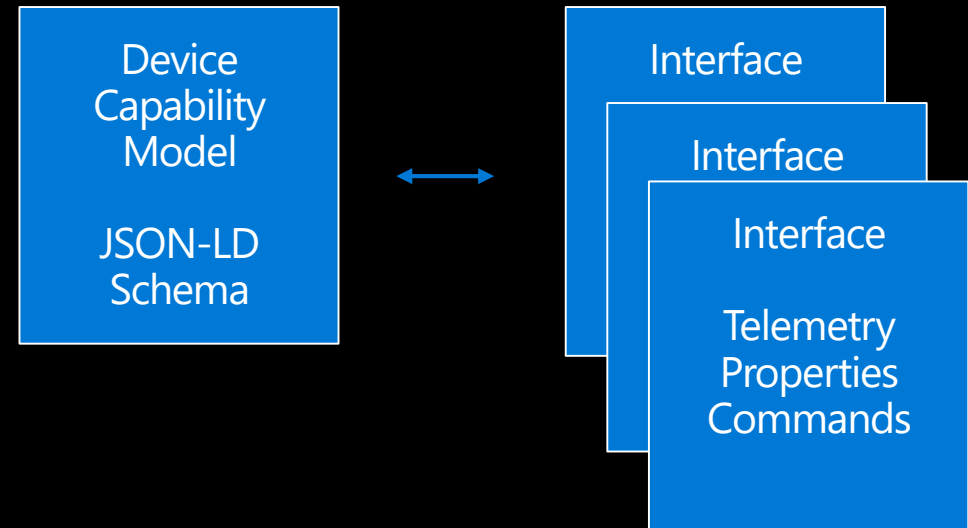 Device
Capability
Model
JSON-LD
Schema
Interface
Interface
Interface
Telemetry
Properties
Commands